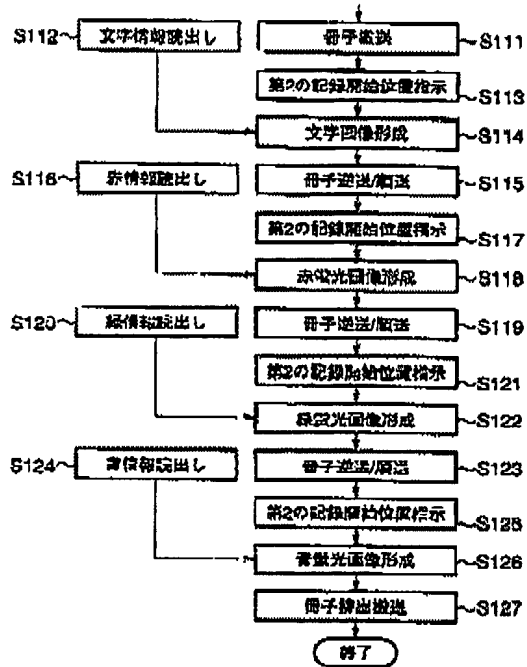 S112 文字情報読出し 冊子搬送 S111
第2の記録開始位置指示 S113
文字画像形成 S114
S116 赤情報読出し 冊子逆送/順送 S115
第2の記録開始位置指示 S117
赤蛍光画像形成 S118
S120 緑情報読出し 冊子逆送/順送 S119
第2の記録開始位置指示 S121
緑蛍光画像形成 S122
S124 青情報読出し 冊子逆送/順送 S123
第2の記録開始位置指示 S125
青蛍光画像形成 S126
冊子排出搬送 S127
終了